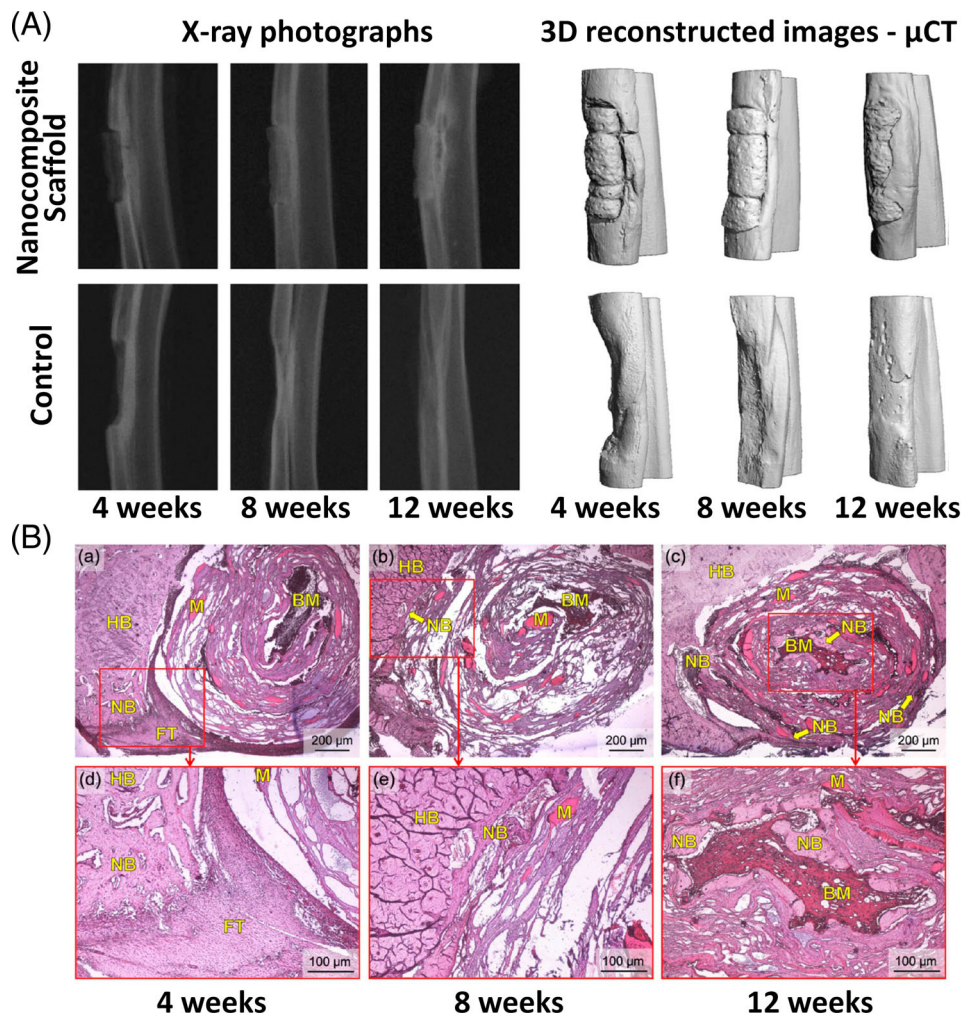 (A)
X-ray photographs
3D reconstructed images - µCT
Nanocomposite
Scaffold
Control
4 weeks
8 weeks
12 weeks
4 weeks
8 weeks
12 weeks
(B)
(a)
HB
M
BM
NB
FT
200 µm
(b)
HB
BM
M
NB
200 µm
(c)
HB
M
BM
NB
NB
NB
NB
200 µm
(d)
HB
M
NB
FT
100 µm
(e)
HB
M
NB
100 µm
(f)
M
NB
NB
BM
100 µm
4 weeks
8 weeks
12 weeks